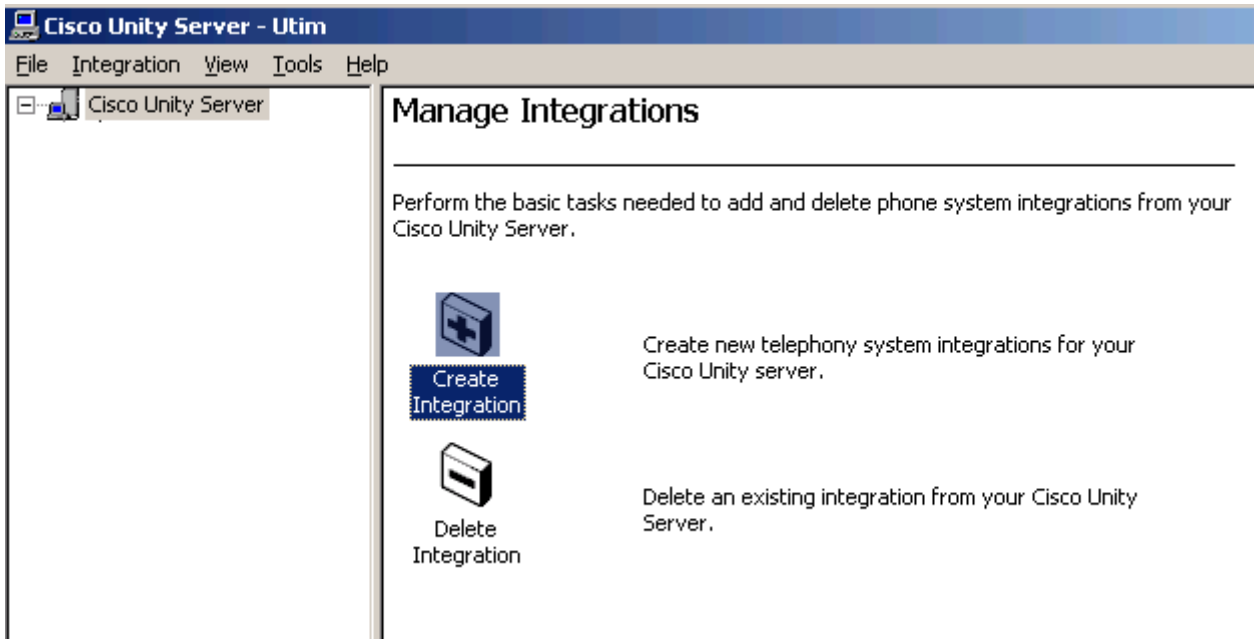 Cisco Unity Server - Utim
File Integration View Tools Help
Cisco Unity Server
Manage Integrations
Perform the basic tasks needed to add and delete phone system integrations from your
Cisco Unity Server.
Create
Integration
Create new telephony system integrations for your
Cisco Unity server.
Delete
Integration
Delete an existing integration from your Cisco Unity
Server.